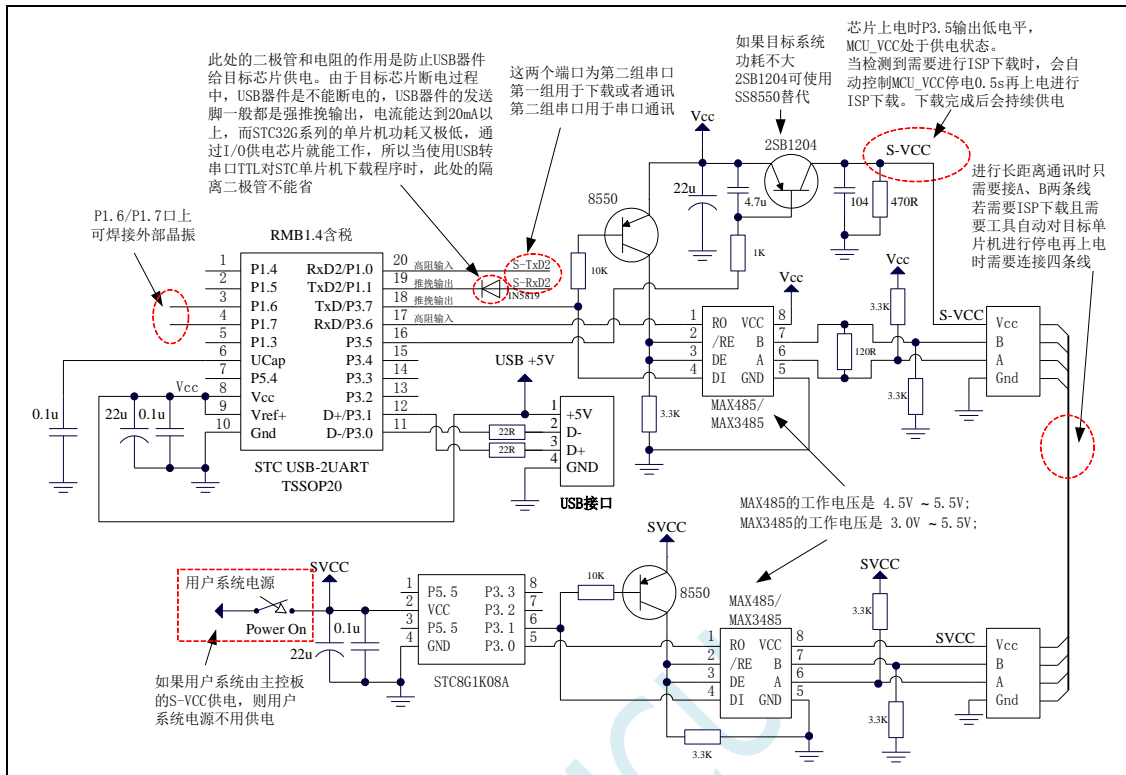 此处的二极管和电阻的作用是防止USB器件
给目标芯片供电。由于目标芯片断电过程
中，USB器件是不能断电的，USB器件的发送
脚一般都是强推挽输出，电流能达到20mA以
上，而STC32G系列的单片机功耗又极低，通
过I/O供电芯片就能工作，所以当使用USB转
串口TTL对STC单片机下载程序时，此处的隔
离二极管不能省
这两个端口为第二组串口
第一组用于下载或者通讯
第二组串口用于串口通讯
如果目标系统
功耗不大
2SB1204可使用
SS8550替代
芯片上电时P3.5输出低电平，
MCU_VCC处于供电状态。
当检测到需要进行ISP下载时，会自
动控制MCU_VCC停电0.5s再上电进行
ISP下载。下载完成后会持续供电
进行长距离通讯时只
需要接A、B两条线
若需要ISP下载且需
要工具自动对目标单
片机进行停电再上电
时需要连接四条线
P1.6/P1.7口上
可焊接外部晶振
RMB1.4含税
1 P1.4 RxD2/P1.0 20 高阻输入 S-TxD2
2 P1.5 TxD2/P1.1 19 推挽输出 S-RxD2
1N5819
3 P1.6 TxD/P3.7 18 推挽输出
4 P1.7 RxD/P3.6 17 高阻输入
5 P1.3 P3.5 16
6 UCap P3.4 15
7 P5.4 P3.3 14
8 Vcc P3.2 13
9 Vref+ D+/P3.1 12
10 Gnd D-/P3.0 11
STC USB-2UART
TSSOP20
Vcc
0.1u
22u
0.1u
22R
22R
USB +5V
1 +5V
2 D-
3 D+
4 GND
USB接口
8550
10K
3.3K
Vcc
22u
4.7u
2SB1204
1K
104
470R
S-VCC
1 RO VCC 8
2 /RE B 7
3 DE A 6
4 DI GND 5
MAX485/
MAX3485
Vcc
120R
Vcc
3.3K
3.3K
S-VCC
Vcc
B
A
Gnd
MAX485的工作电压是 4.5V ~ 5.5V;
MAX3485的工作电压是 3.0V ~ 5.5V;
用户系统电源
Power On
如果用户系统由主控板
的S-VCC供电，则用户
系统电源不用供电
SVCC
22u
0.1u
1 P5.5 P3.3 8
2 VCC P3.2 7
3 P5.5 P3.1 6
4 GND P3.0 5
STC8G1K08A
10K
SVCC
8550
3.3K
MAX485/
MAX3485
1 RO VCC 8
2 /RE B 7
3 DE A 6
4 DI GND 5
SVCC
3.3K
3.3K
SVCC
Vcc
B
A
Gnd
MCU